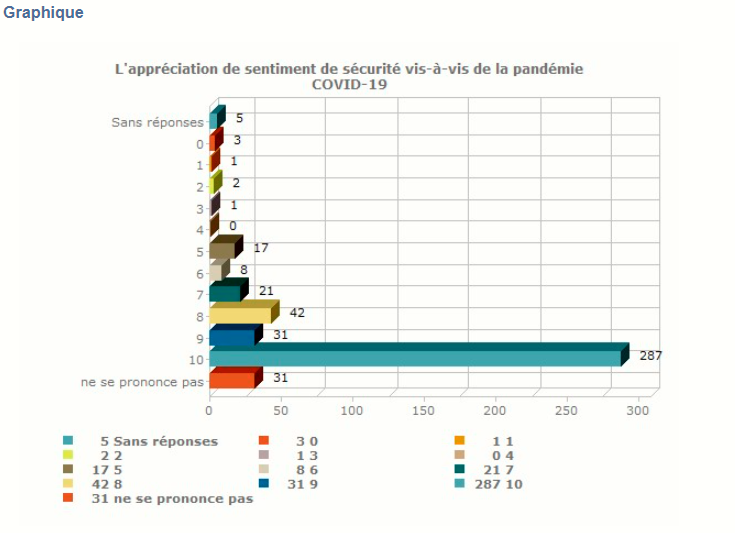 Graphique
L'appréciation de sentiment de sécurité vis-à-vis de la pandémie
COVID-19
Sans réponses 5
0 3
1 1
2 2
3 1
4 0
5 17
6 8
7 21
8 42
9 31
10 287
ne se prononce pas 31
0 50 100 150 200 250 300
5 Sans réponses 3 0 1 1
2 2 1 3 0 4
17 5 8 6 21 7
42 8 31 9 287 10
31 ne se prononce pas